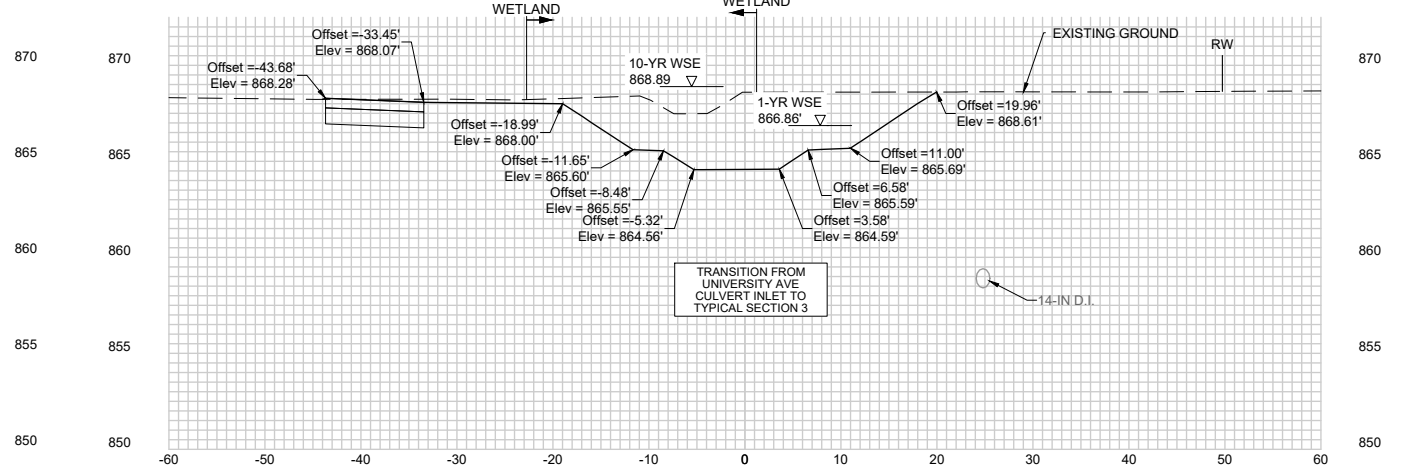 WETLAND
WETLAND
Offset =-33.45'
Elev = 868.07'
EXISTING GROUND
RW
870
870
870
870
Offset =-43.68'
Elev = 868.28'
10-YR WSE
868.89
1-YR WSE
866.86'
Offset =19.96'
Elev = 868.61'
Offset =-18.99'
Elev = 868.00'
865
865
865
865
Offset =-11.65'
Elev = 865.60'
Offset =11.00'
Elev = 865.69'
Offset =-8.48'
Elev = 865.55'
Offset =6.58'
Elev = 865.59'
Offset =-5.32'
Elev = 864.56'
Offset =3.58'
Elev = 864.59'
860
860
860
860
TRANSITION FROM
UNIVERSITY AVE
CULVERT INLET TO
TYPICAL SECTION 3
14-IN D.I.
855
855
855
855
850
850
850
850
-60 -50 -40 -30 -20 -10 0 10 20 30 40 50 60